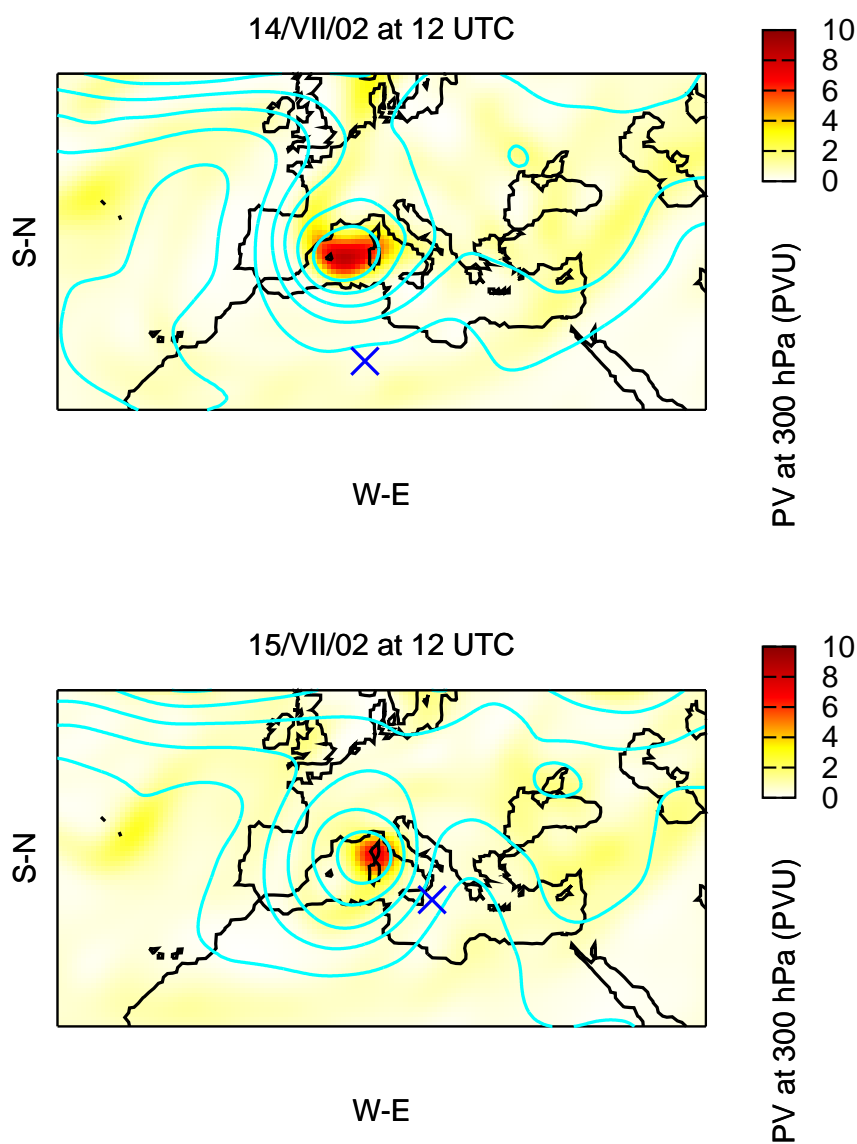 14/VII/02 at 12 UTC
10
8
6
4
2
0
S-N
W-E
PV at 300 hPa (PVU)
15/VII/02 at 12 UTC
10
8
6
4
2
0
S-N
W-E
PV at 300 hPa (PVU)